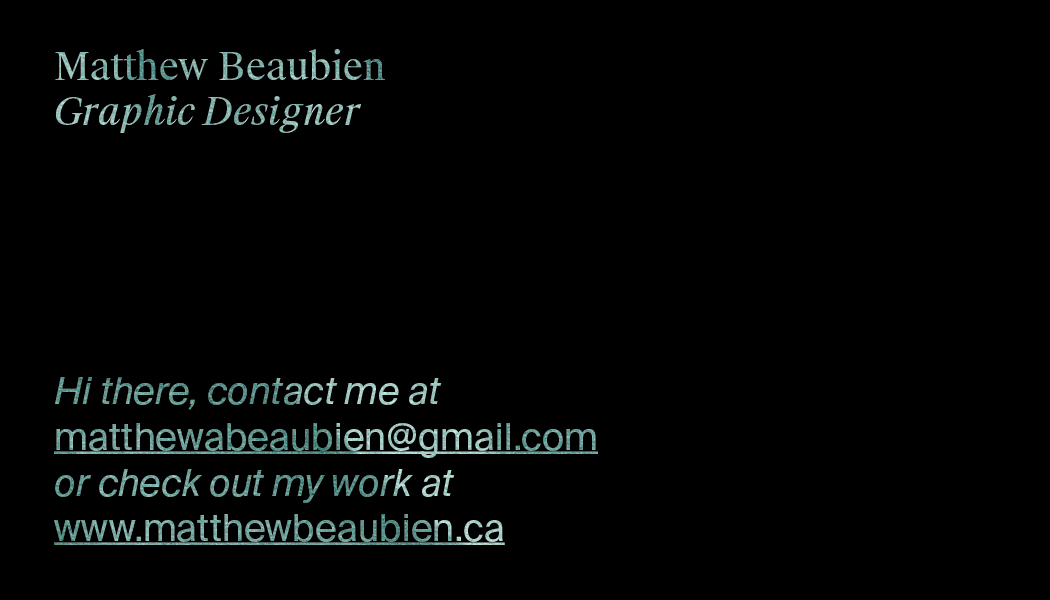 Matthew Beaubien
Graphic Designer
Hi there, contact me at
matthewabeaubien@gmail.com
or check out my work at
www.matthewbeaubien.ca